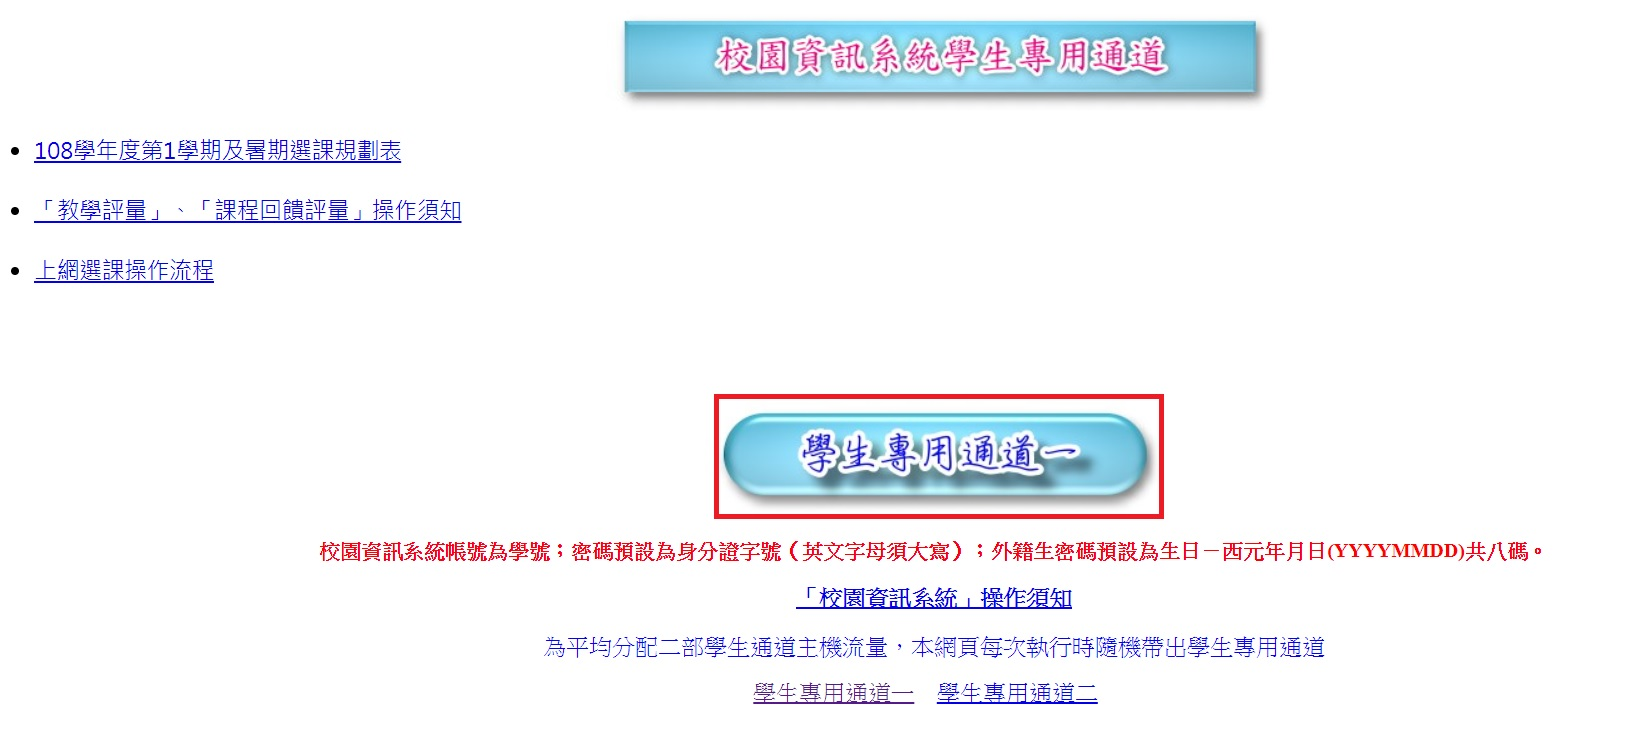 校園資訊系統學生專用通道
108學年度第1學期及暑期選課規劃表
「教學評量」、「課程回饋評量」操作須知
上網選課操作流程
學生專用通道一
校園資訊系統帳號為學號；密碼預設為身分證字號（英文字母須大寫）；外籍生密碼預設為生日－西元年月日(YYYYMMDD)共八碼。
「校園資訊系統」操作須知
為平均分配二部學生通道主機流量，本網頁每次執行時隨機帶出學生專用通道
學生專用通道一 學生專用通道二